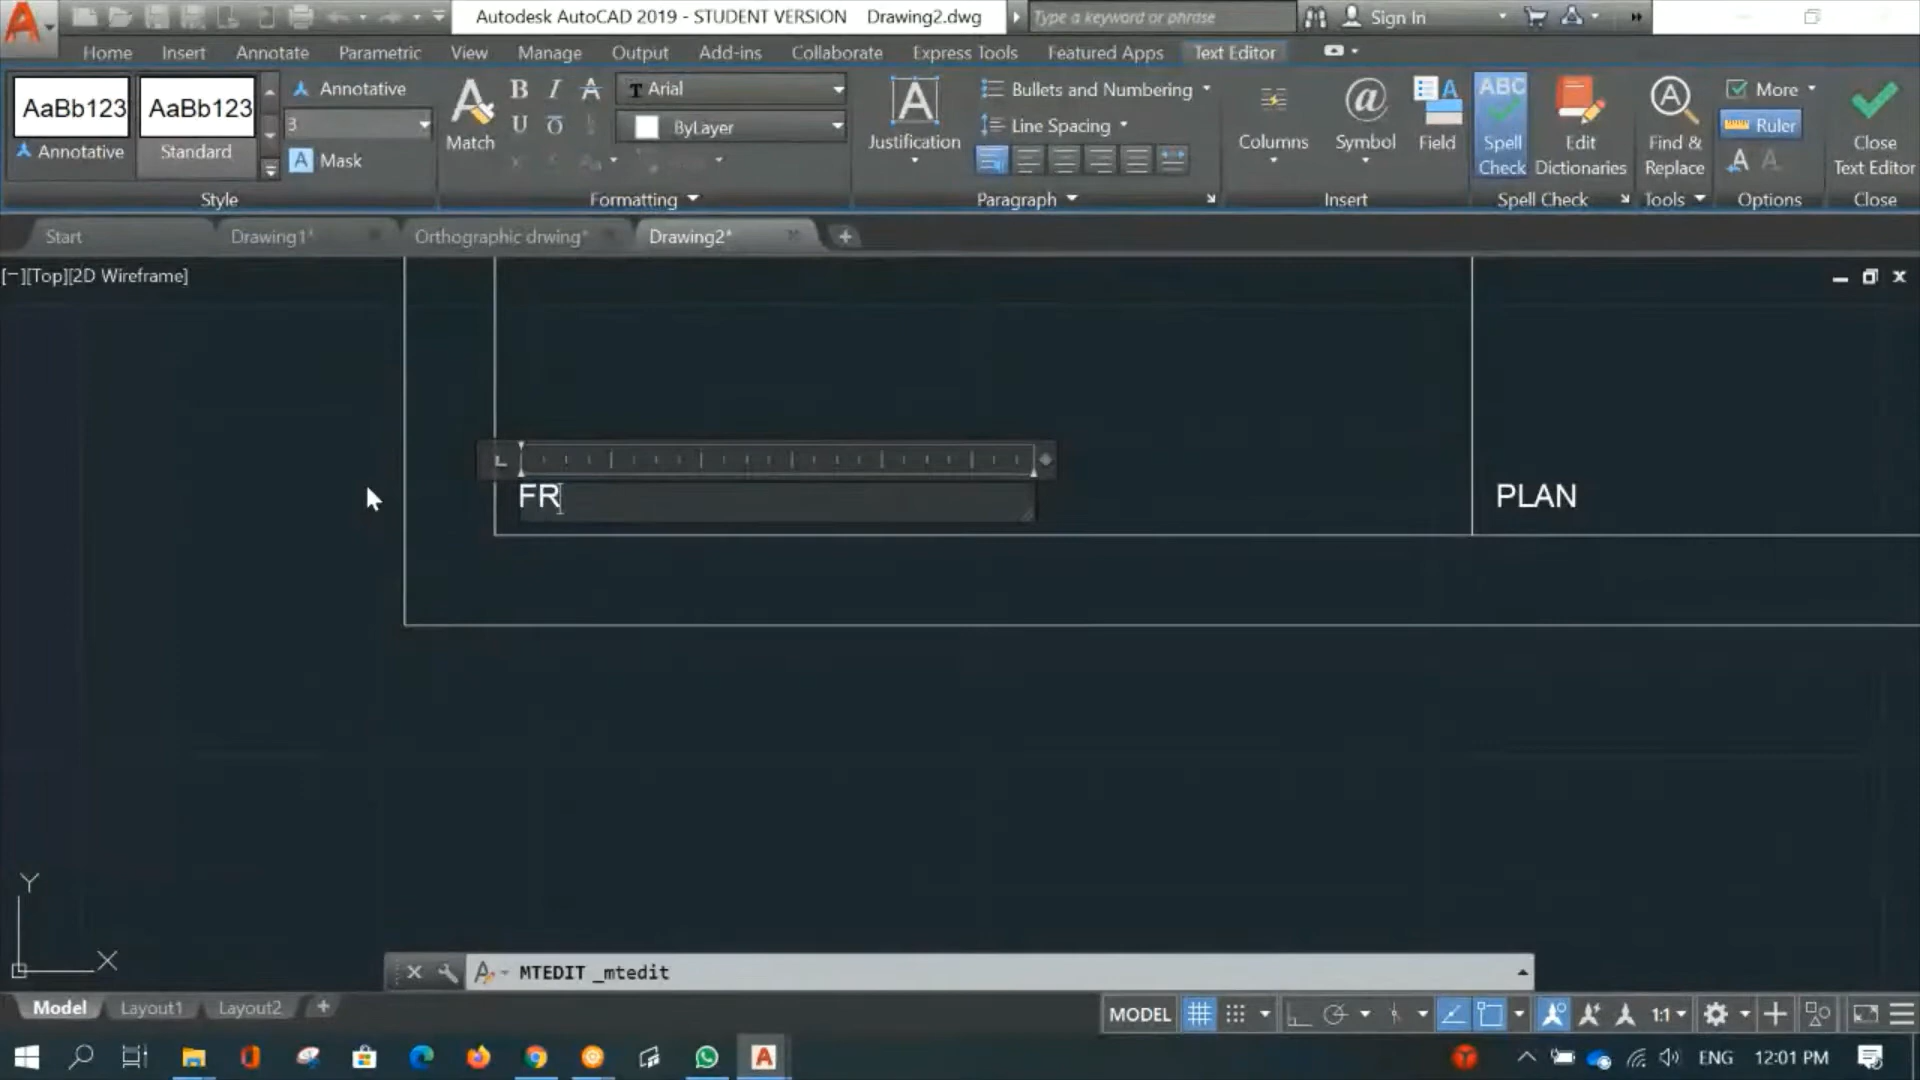 Autodesk AutoCAD 2019 - STUDENT VERSION Drawing2.dwg
Type a keyword or phrase
Sign In
Home Insert Annotate Parametric View Manage Output Add-ins Collaborate Express Tools Featured Apps Text Editor
AaBb123 AaBb123
Annotative Standard
Annotative
3
A Mask
Style
Match
B I A
U O
Arial
ByLayer
Formatting
A
Justification
Bullets and Numbering
Line Spacing
Paragraph
Columns
@
Symbol
Field
Insert
ABC
Spell
Check
Edit
Dictionaries
Spell Check
Find &
Replace
Tools
More
Ruler
Options
Close
Text Editor
Close
Start Drawing1* Orthographic drwing* Drawing2*
[−][Top][2D Wireframe]
FR
PLAN
Y
X
MTEDIT _mtedit
Model Layout1 Layout2
MODEL
1:1
ENG 12:01 PM